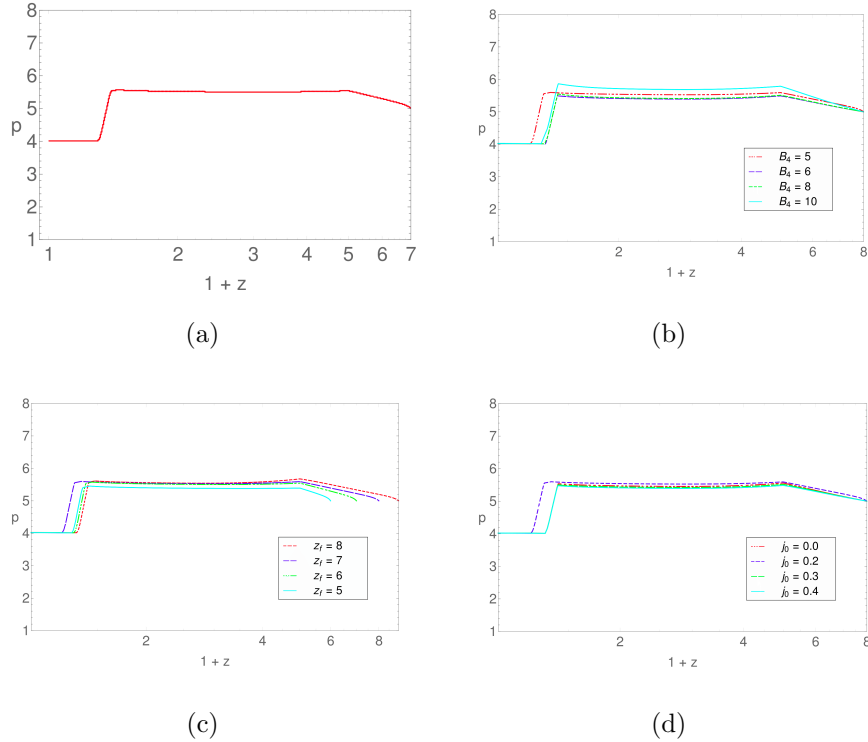 8
7
6
5
p
4
3
2
1
1 2 3 4 5 6 7
1 + z
(a)
8
7
6
5
p
4
3
2
1
B4 = 5
B4 = 6
B4 = 8
B4 = 10
2 4 8
1 + z
(b)
8
7
6
5
p
4
3
2
1
zf = 8
zf = 7
zf = 6
zf = 5
2 4 6 8
1 + z
(c)
8
7
6
5
p
4
3
2
1
j0 = 0.0
j0 = 0.2
j0 = 0.3
j0 = 0.4
2 4 8
1 + z
(d)